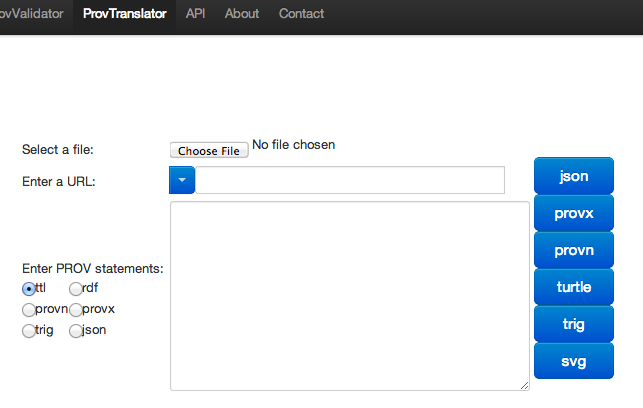 ovValidator ProvTranslator API About Contact
Select a file: Choose File No file chosen
Enter a URL:
json
provx
provn
turtle
trig
svg
Enter PROV statements:
ttl rdf
provn provx
trig json